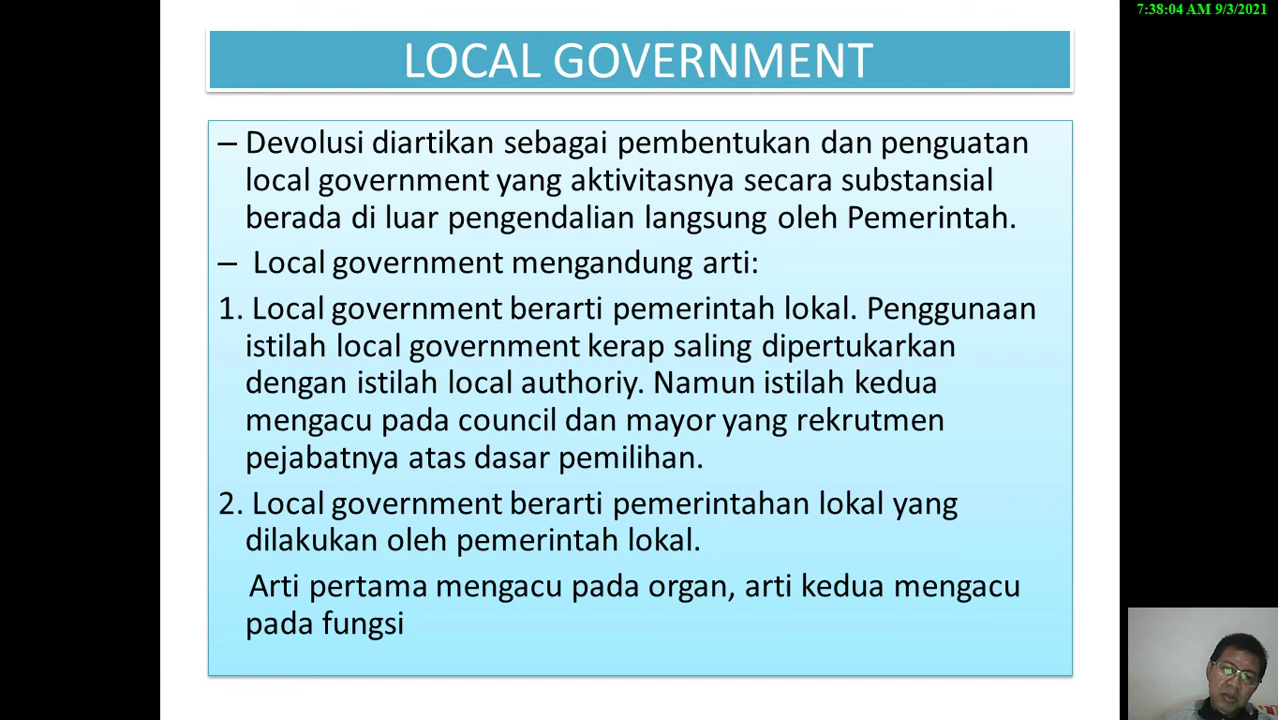 7:38:04 AM 9/3/2021
LOCAL GOVERNMENT
– Devolusi diartikan sebagai pembentukan dan penguatan
local government yang aktivitasnya secara substansial
berada di luar pengendalian langsung oleh Pemerintah.
– Local government mengandung arti:
1. Local government berarti pemerintah lokal. Penggunaan
istilah local government kerap saling dipertukarkan
dengan istilah local authoriy. Namun istilah kedua
mengacu pada council dan mayor yang rekrutmen
pejabatnya atas dasar pemilihan.
2. Local government berarti pemerintahan lokal yang
dilakukan oleh pemerintah lokal.
Arti pertama mengacu pada organ, arti kedua mengacu
pada fungsi